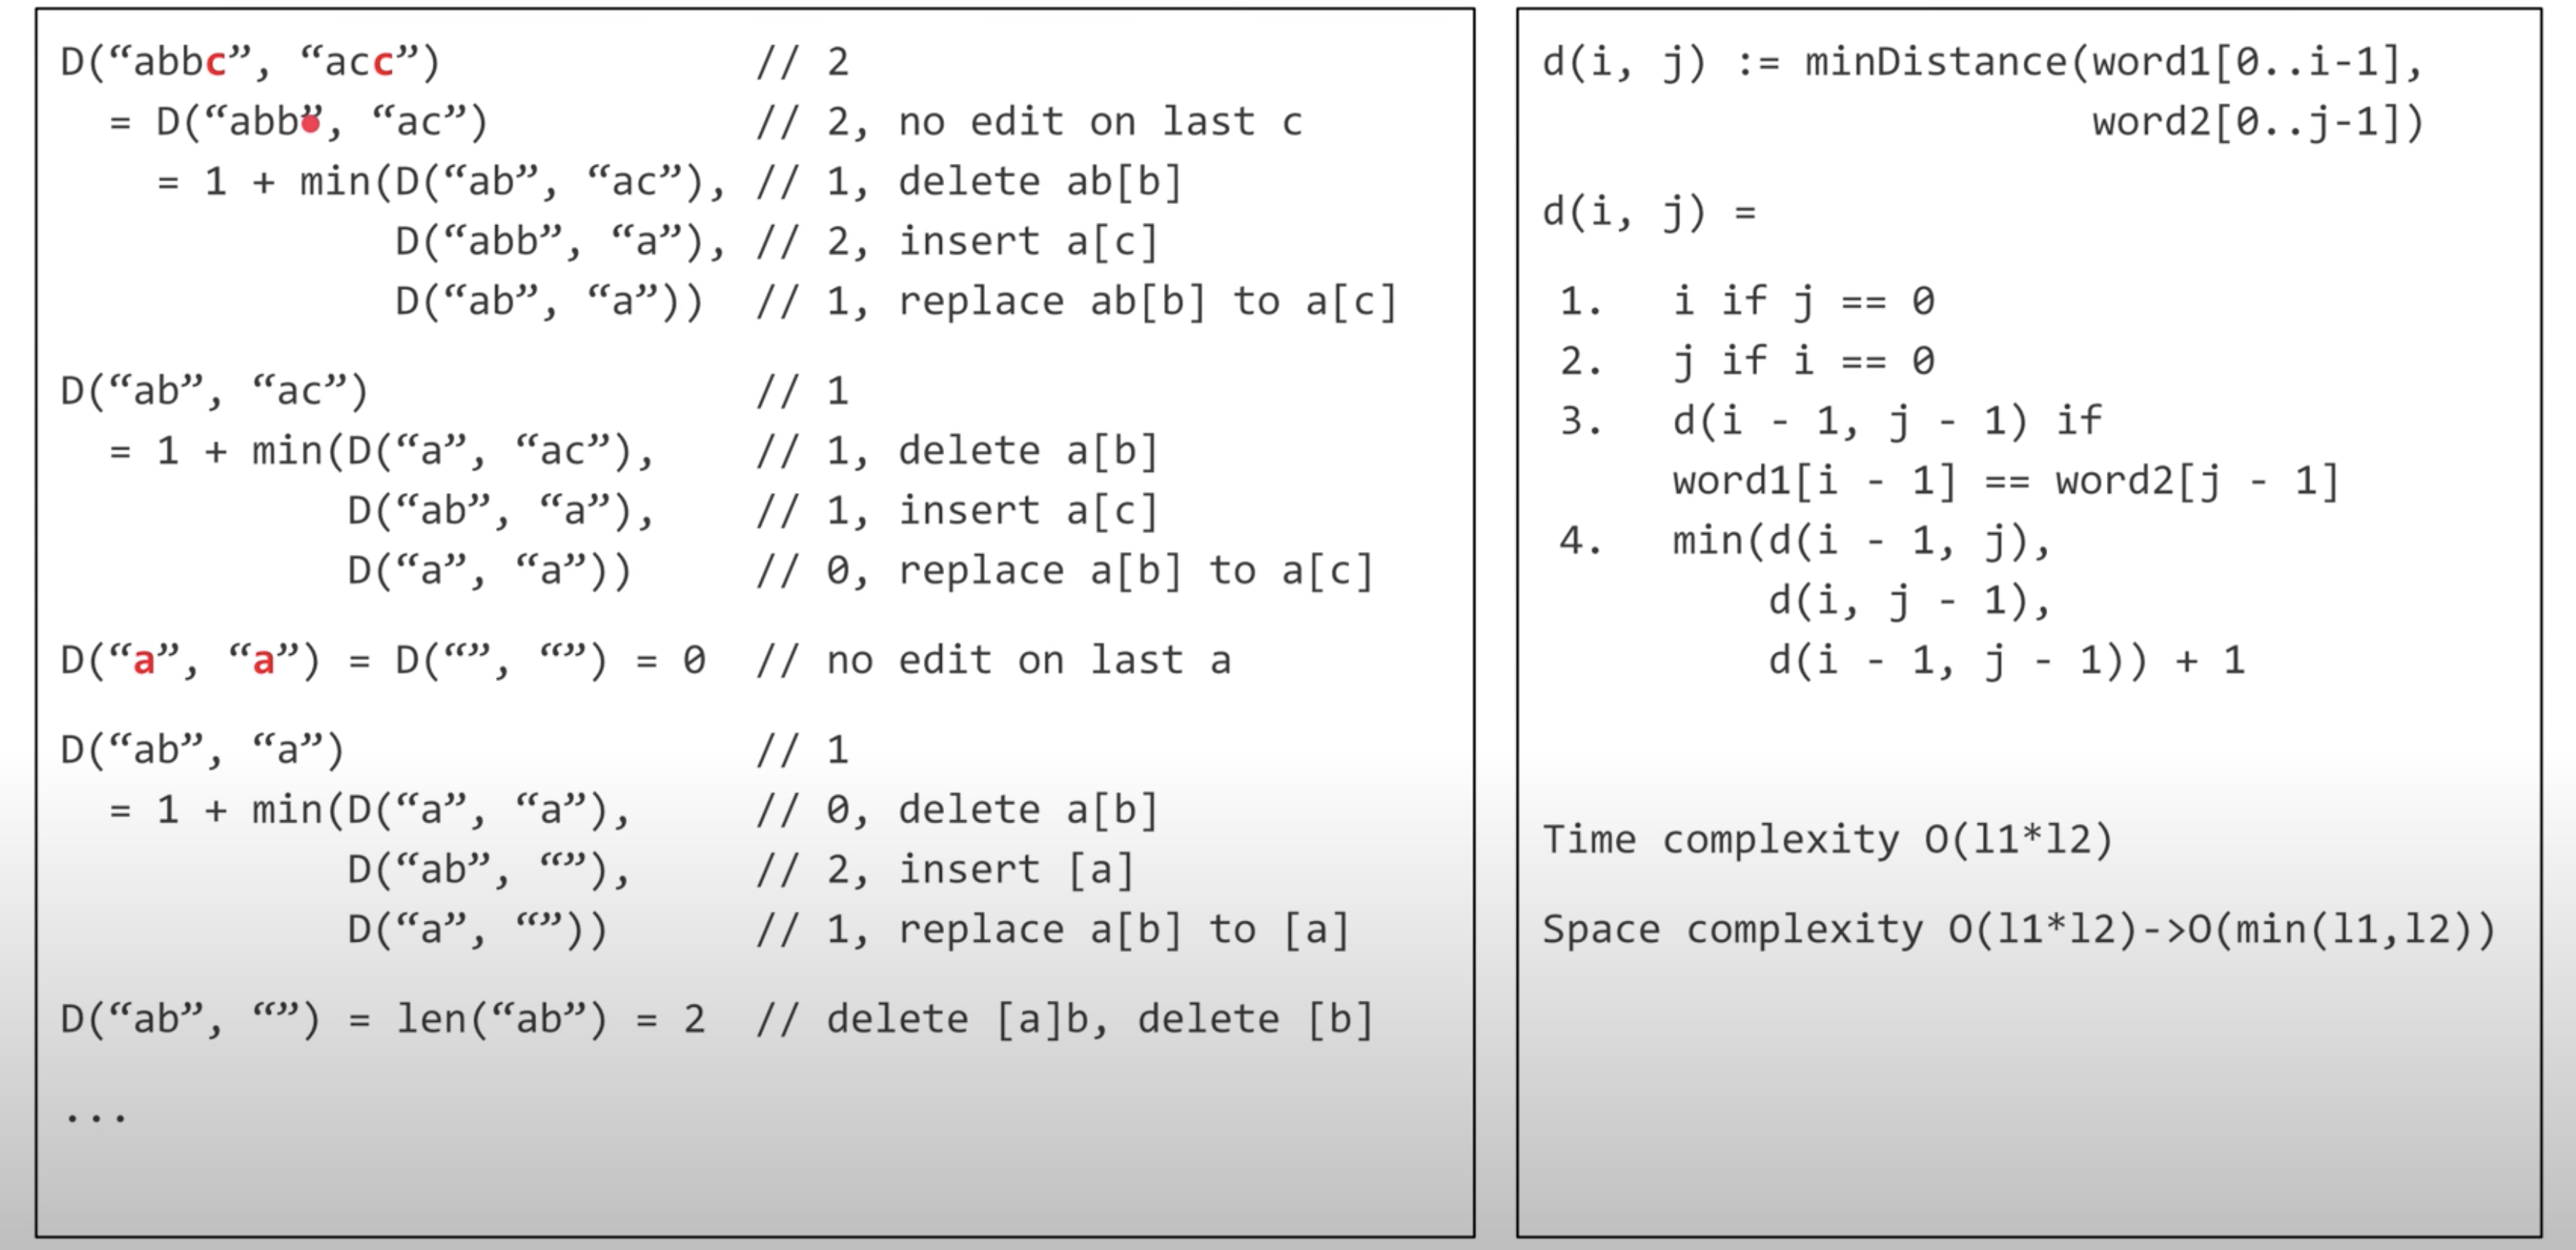 D(“abbc”, “acc”) // 2
= D(“abb”, “ac”) // 2, no edit on last c
= 1 + min(D(“ab”, “ac”), // 1, delete ab[b]
D(“abb”, “a”), // 2, insert a[c]
D(“ab”, “a”)) // 1, replace ab[b] to a[c]
D(“ab”, “ac”) // 1
= 1 + min(D(“a”, “ac”), // 1, delete a[b]
D(“ab”, “a”), // 1, insert a[c]
D(“a”, “a”)) // 0, replace a[b] to a[c]
D(“a”, “a”) = D(“”, “”) = 0 // no edit on last a
D(“ab”, “a”) // 1
= 1 + min(D(“a”, “a”), // 0, delete a[b]
D(“ab”, “”), // 2, insert [a]
D(“a”, “”)) // 1, replace a[b] to [a]
D(“ab”, “”) = len(“ab”) = 2 // delete [a]b, delete [b]
...
d(i, j) := minDistance(word1[0..i-1],
word2[0..j-1])
d(i, j) =
1. i if j == 0
2. j if i == 0
3. d(i - 1, j - 1) if
word1[i - 1] == word2[j - 1]
4. min(d(i - 1, j),
d(i, j - 1),
d(i - 1, j - 1)) + 1
Time complexity O(l1*l2)
Space complexity O(l1*l2)->O(min(l1,l2))